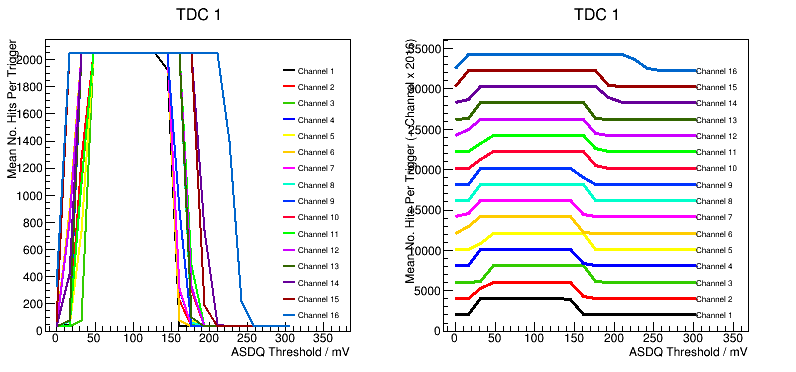 TDC 1
Mean No. Hits Per Trigger
2000
1800
1600
1400
1200
1000
800
600
400
200
0
0 50 100 150 200 250 300 350
ASDQ Threshold / mV
Channel 1
Channel 2
Channel 3
Channel 4
Channel 5
Channel 6
Channel 7
Channel 8
Channel 9
Channel 10
Channel 11
Channel 12
Channel 13
Channel 14
Channel 15
Channel 16
TDC 1
Mean No. Hits Per Trigger (+ Channel x 2016)
35000
30000
25000
20000
15000
10000
5000
0
0 50 100 150 200 250 300 350
ASDQ Threshold / mV
Channel 16
Channel 15
Channel 14
Channel 13
Channel 12
Channel 11
Channel 10
Channel 9
Channel 8
Channel 7
Channel 6
Channel 5
Channel 4
Channel 3
Channel 2
Channel 1